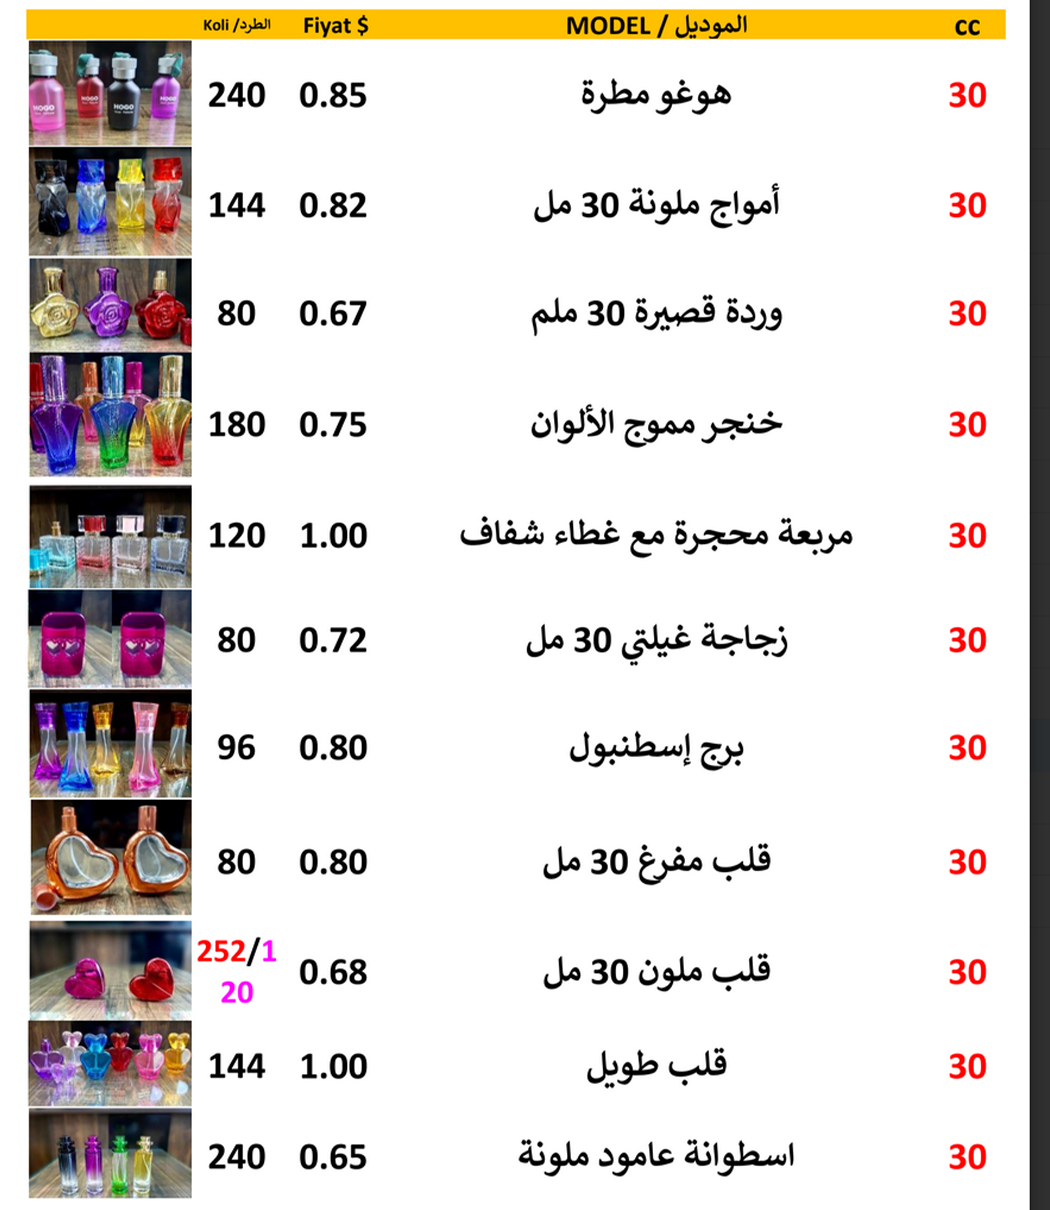 Koli /الطرد Fiyat $ MODEL / الموديل cc
240 0.85 هوغو مطرة 30
HOGO HOGO HOGO
144 0.82 أمواج ملونة 30 مل 30
80 0.67 وردة قصيرة 30 ملم 30
180 0.75 خنجر مموج الألوان 30
120 1.00 مربعة محجرة مع غطاء شفاف 30
80 0.72 زجاجة غيلتي 30 مل 30
96 0.80 برج إسطنبول 30
80 0.80 قلب مفرغ 30 مل 30
252/120 0.68 قلب ملون 30 مل 30
144 1.00 قلب طويل 30
240 0.65 اسطوانة عامود ملونة 30